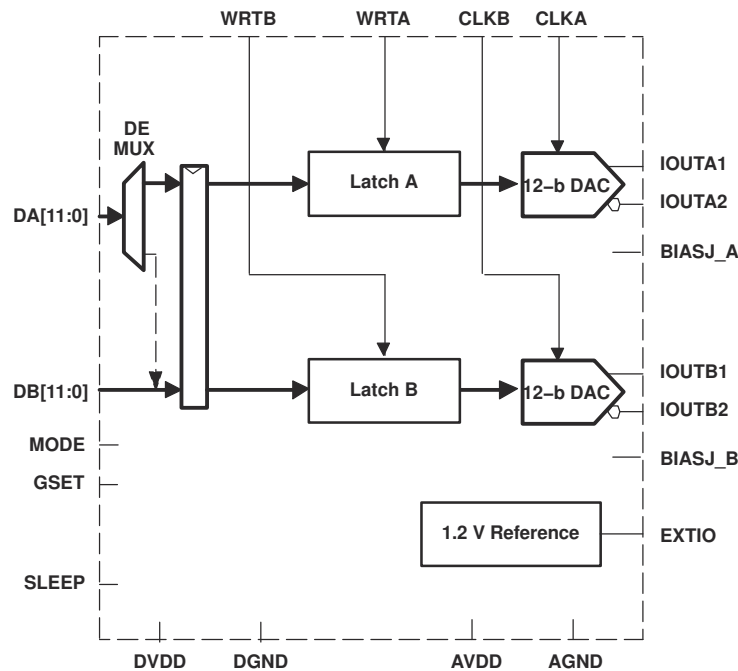 WRTB WRTA CLKB CLKA
DE
MUX
DA[11:0]
Latch A
12–b DAC
IOUTA1
IOUTA2
BIASJ_A
DB[11:0]
Latch B
12–b DAC
IOUTB1
IOUTB2
BIASJ_B
MODE
GSET
1.2 V Reference
EXTIO
SLEEP
DVDD DGND AVDD AGND